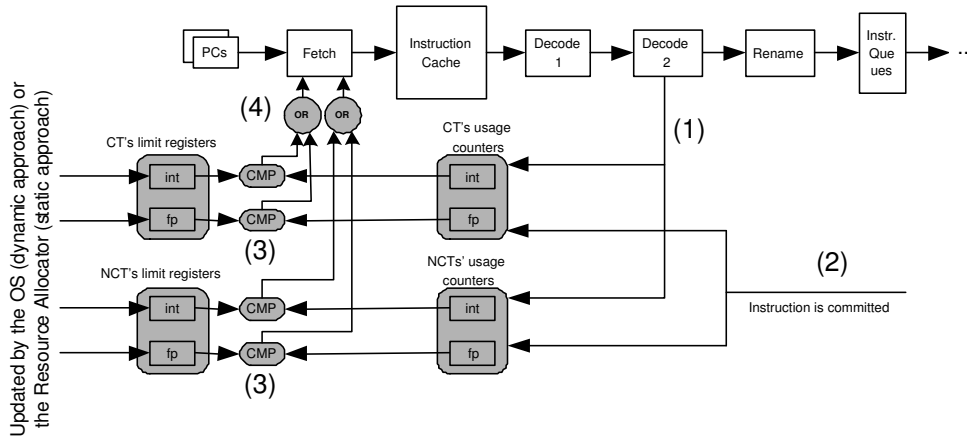 PCs
Fetch
Instruction
Cache
Decode
1
Decode
2
Rename
Instr.
Que
ues
...
(4)
OR
OR
(1)
CT's limit registers
CT's usage
counters
int
CMP
int
fp
CMP
fp
(3)
(2)
NCT's limit registers
NCTs' usage
counters
Instruction is committed
int
CMP
int
fp
CMP
fp
(3)
Updated by the OS (dynamic approach) or
the Resource Allocator (static approach)